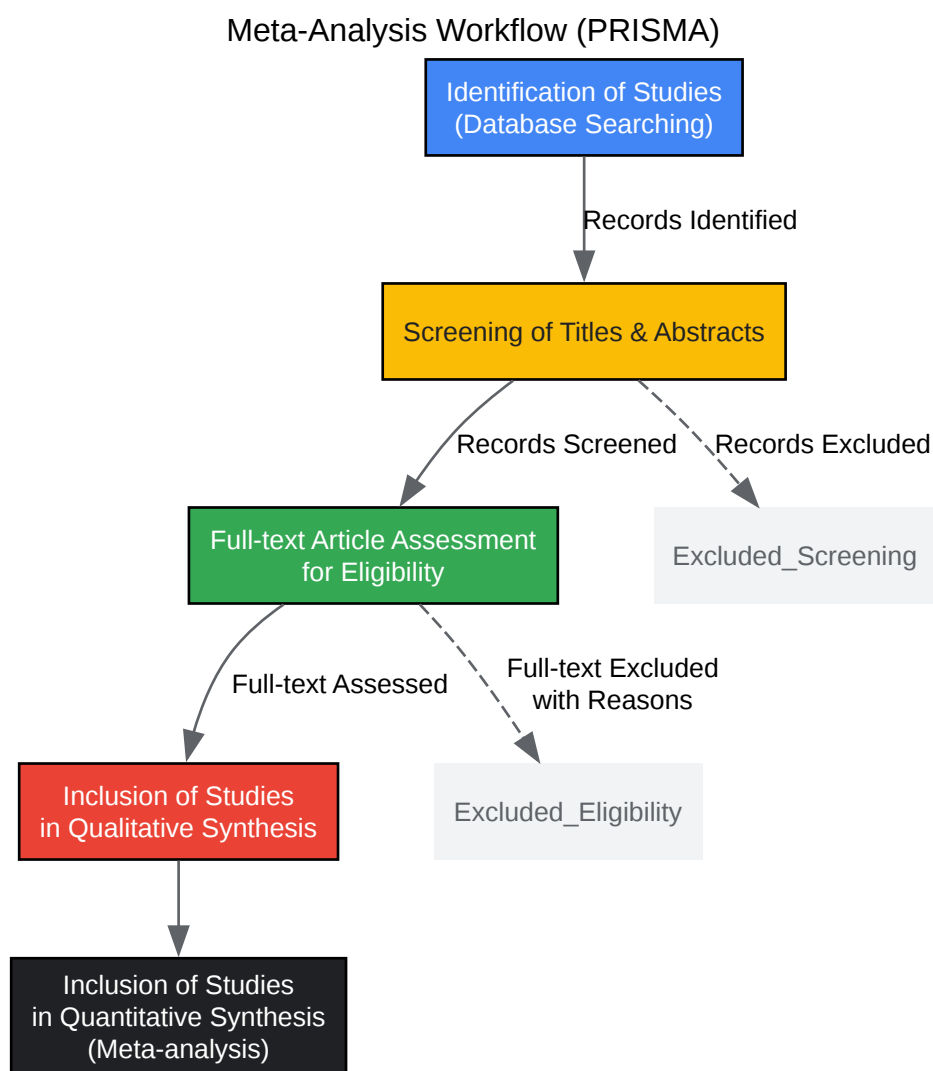 Meta-Analysis Workflow (PRISMA)
Identification of Studies
(Database Searching)
Records Identified
Screening of Titles & Abstracts
Records Screened
Records Excluded
Full-text Article Assessment
for Eligibility
Excluded_Screening
Full-text Assessed
Full-text Excluded
with Reasons
Inclusion of Studies
in Qualitative Synthesis
Excluded_Eligibility
Inclusion of Studies
in Quantitative Synthesis
(Meta-analysis)